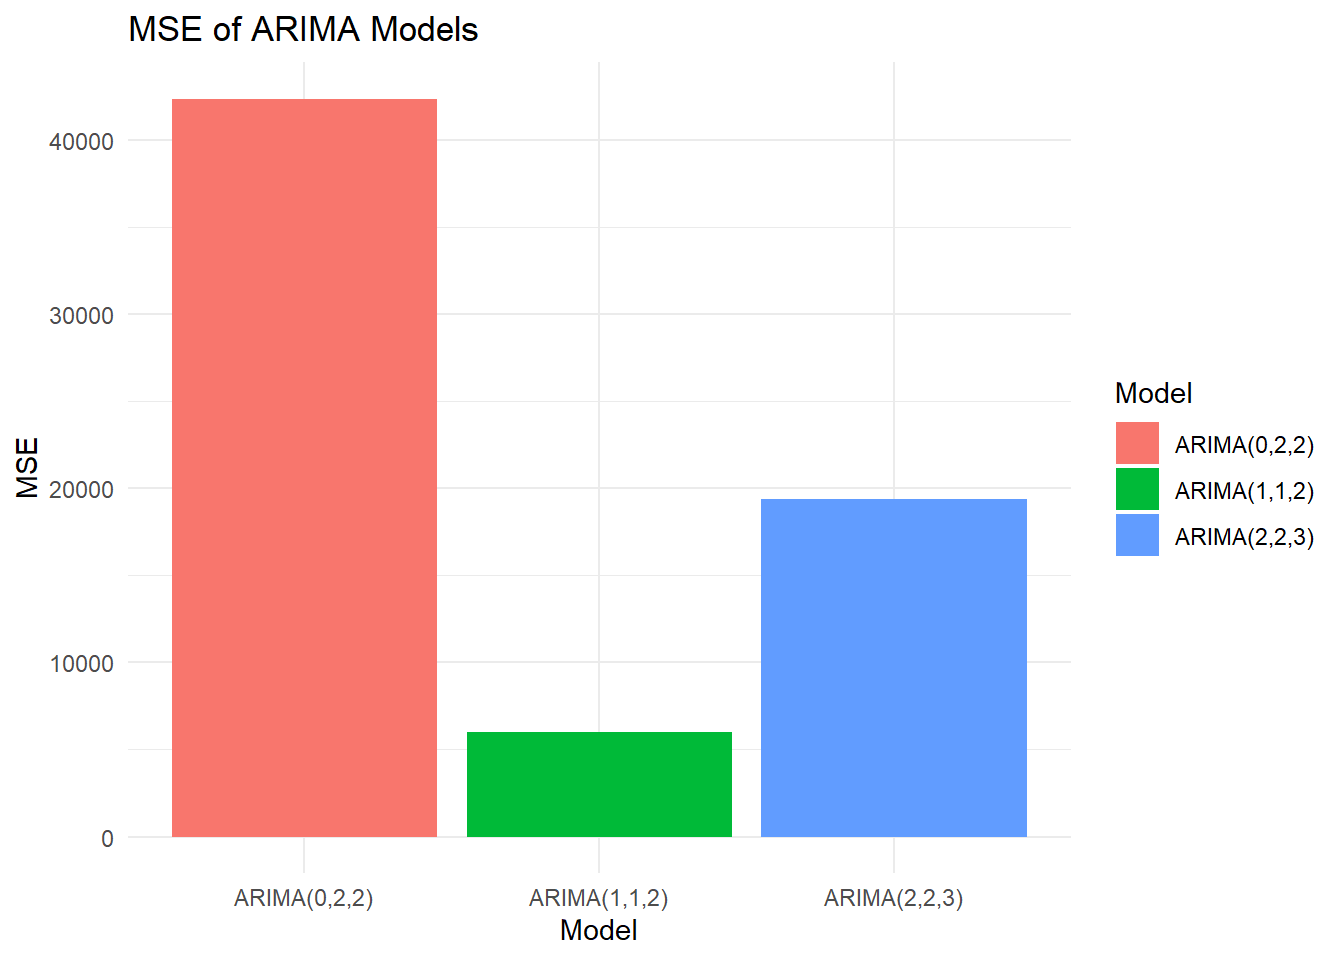 MSE of ARIMA Models
MSE
40000
30000
20000
10000
0
ARIMA(0,2,2)
ARIMA(1,1,2)
ARIMA(2,2,3)
Model
Model
ARIMA(0,2,2)
ARIMA(1,1,2)
ARIMA(2,2,3)